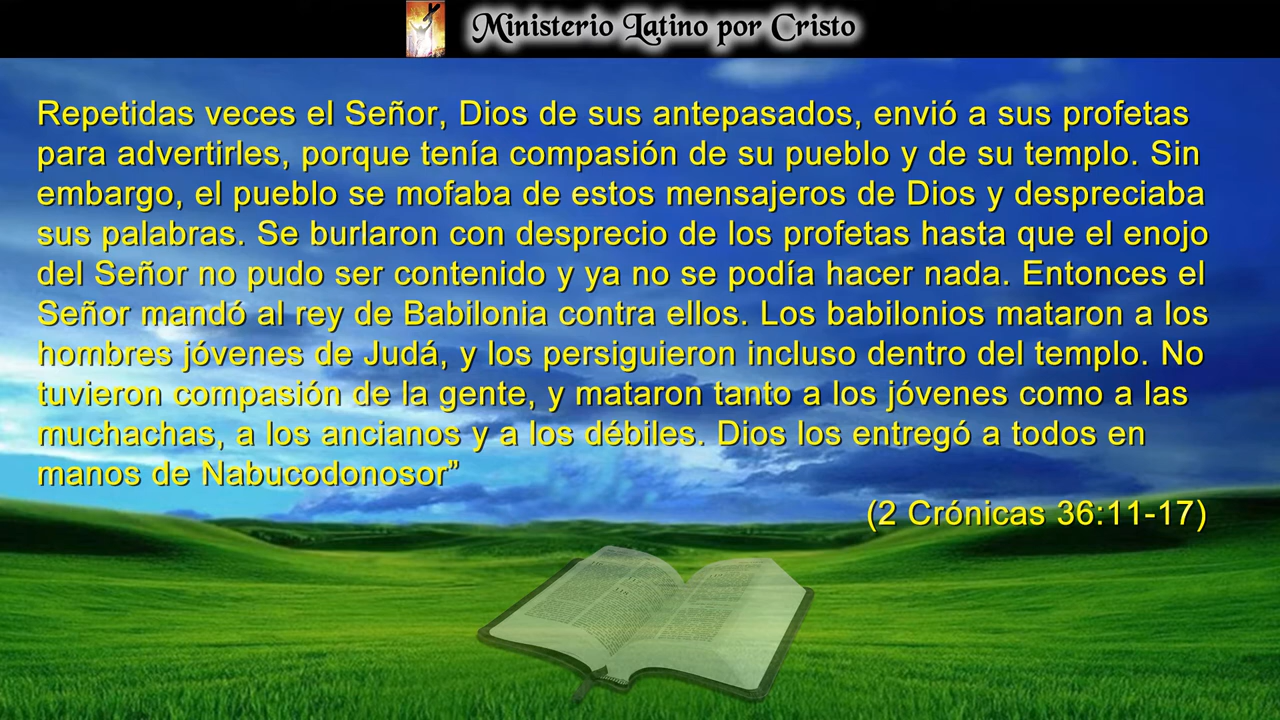 Ministerio Latino por Cristo
Repetidas veces el Señor, Dios de sus antepasados, envió a sus profetas
para advertirles, porque tenía compasión de su pueblo y de su templo. Sin
embargo, el pueblo se mofaba de estos mensajeros de Dios y despreciaba
sus palabras. Se burlaron con desprecio de los profetas hasta que el enojo
del Señor no pudo ser contenido y ya no se podía hacer nada. Entonces el
Señor mandó al rey de Babilonia contra ellos. Los babilonios mataron a los
hombres jóvenes de Judá, y los persiguieron incluso dentro del templo. No
tuvieron compasión de la gente, y mataron tanto a los jóvenes como a las
muchachas, a los ancianos y a los débiles. Dios los entregó a todos en
manos de Nabucodonosor”
(2 Crónicas 36:11-17)